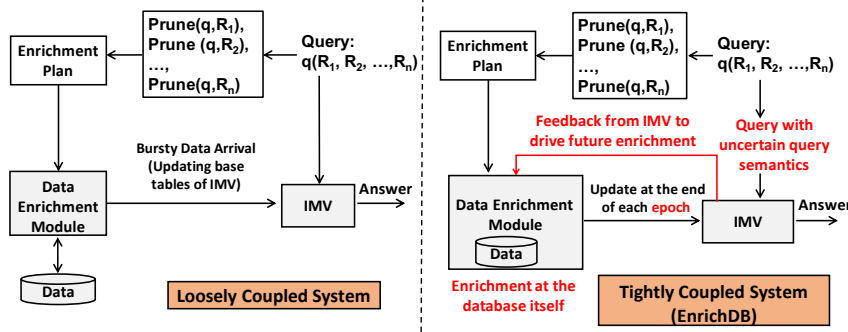 Enrichment
Plan
Prune(q,R1),
Prune (q,R2),
...,
Prune(q,Rn)
Query:
q(R1, R2, ...,Rn)
Bursty Data Arrival
(Updating base
tables of IMV)
Data
Enrichment
Module
IMV
Answer
Data
Loosely Coupled System
Enrichment
Plan
Prune(q,R1),
Prune (q,R2),
...,
Prune(q,Rn)
Query:
q(R1, R2, ...,Rn)
Feedback from IMV to
drive future enrichment
Query with
uncertain query
semantics
Data Enrichment
Module
Data
Update at the end
of each epoch
IMV
Answer
Enrichment at the
database itself
Tightly Coupled System
(EnrichDB)